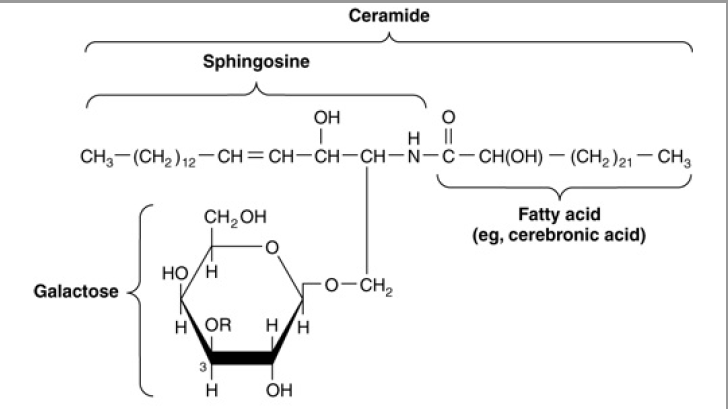 Ceramide
Sphingosine
OH
O
H
CH₃—(CH₂)₁₂—CH=CH—CH—CH—N—C—CH(OH)—(CH₂)₂₁—CH₃
Fatty acid
(eg, cerebronic acid)
CH₂OH
O
HO H
Galactose
O—CH₂
H OR H H
3
H OH